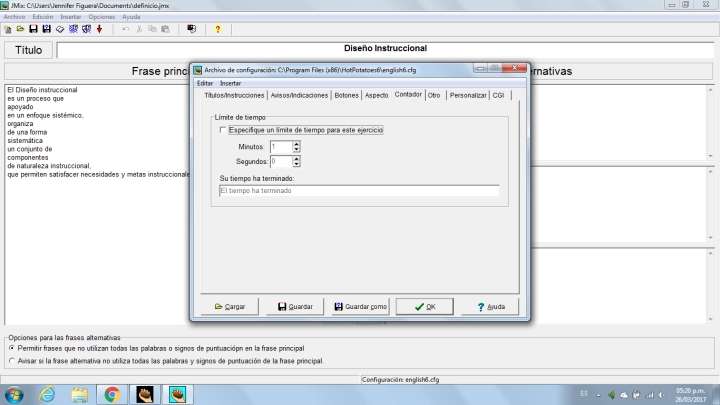 JMix: C:\Users\Jennifer Figuera\Documents\definicio.jmx
Archivo Edición Insertar Opciones Ayuda
Título
Diseño Instruccional
Frase princ
ernativas
El Diseño instruccional
es un proceso que
apoyado
en un enfoque sistémico,
organiza
de una forma
sistemática
un conjunto de
componentes
de naturaleza instruccional,
que permiten satisfacer necesidades y metas instruccionale
Archivo de configuración: C:\Program Files (x86)\HotPotatoes6\english6.cfg
Editar Insertar
Títulos/Instrucciones Avisos/Indicaciones Botones Aspecto Contador Otro Personalizar CGI
Límite de tiempo
Especifique un límite de tiempo para este ejercicio
Minutos: 1
Segundos: 0
Su tiempo ha terminado:
El tiempo ha terminado
Cargar Guardar Guardar como OK Ayuda
Opciones para las frases alternativas
Permitir frases que no utilizan todas las palabras o signos de puntuación en la frase principal
Avisar si la frase alternativa no utiliza todas las palabras y signos de puntuación de la frase principal.
Configuración: english6.cfg
ES
05:20 p.m.
26/03/2017